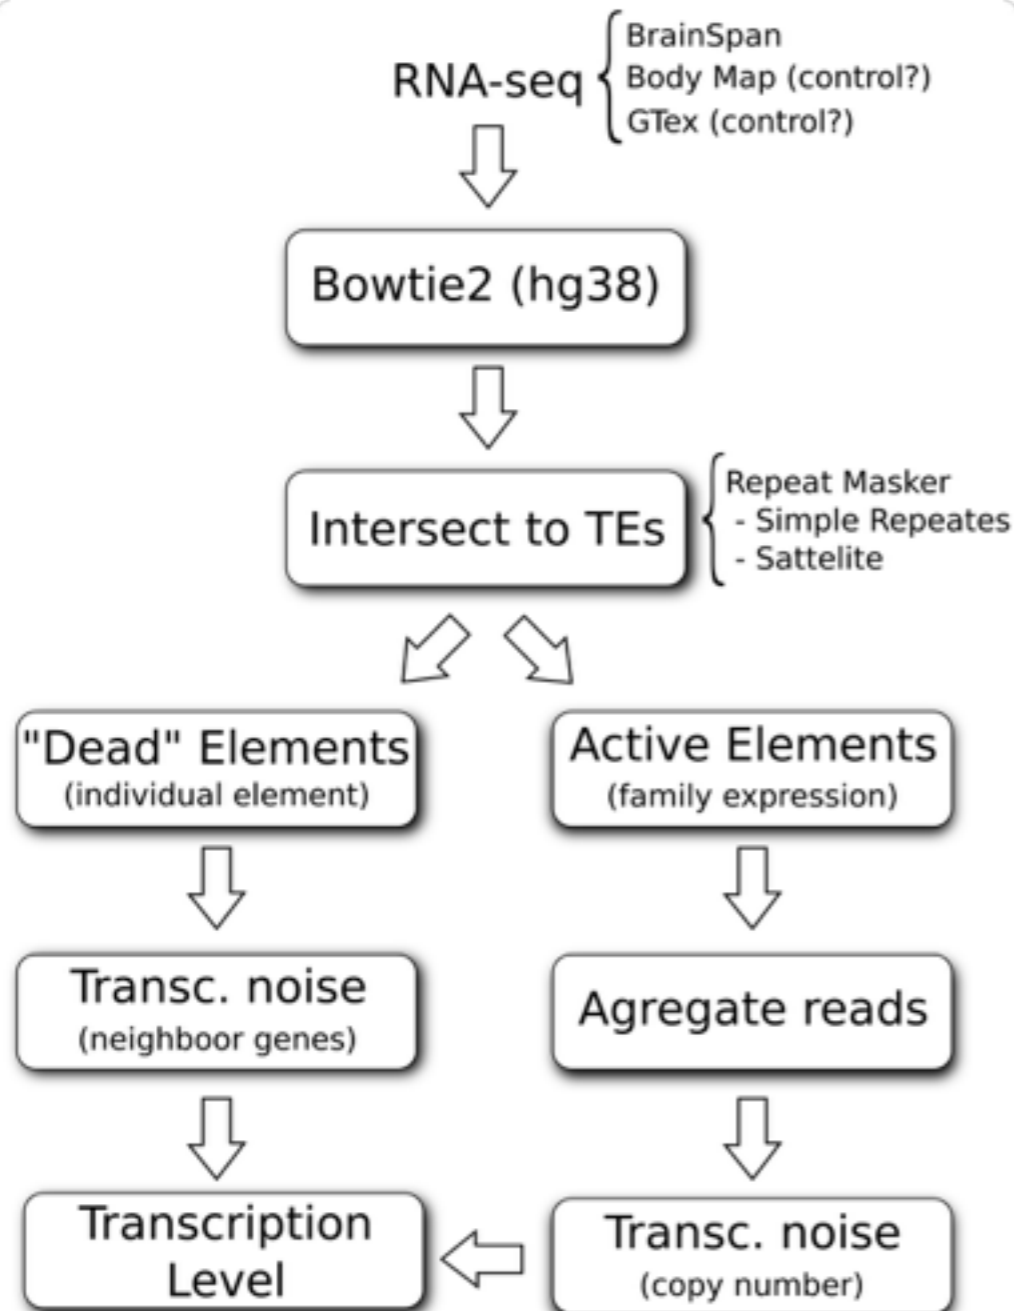 RNA-seq
BrainSpan
Body Map (control?)
GTex (control?)
Bowtie2 (hg38)
Intersect to TEs
Repeat Masker
- Simple Repeates
- Sattelite
"Dead" Elements
(individual element)
Active Elements
(family expression)
Transc. noise
(neighboor genes)
Agregate reads
Transcription
Level
Transc. noise
(copy number)